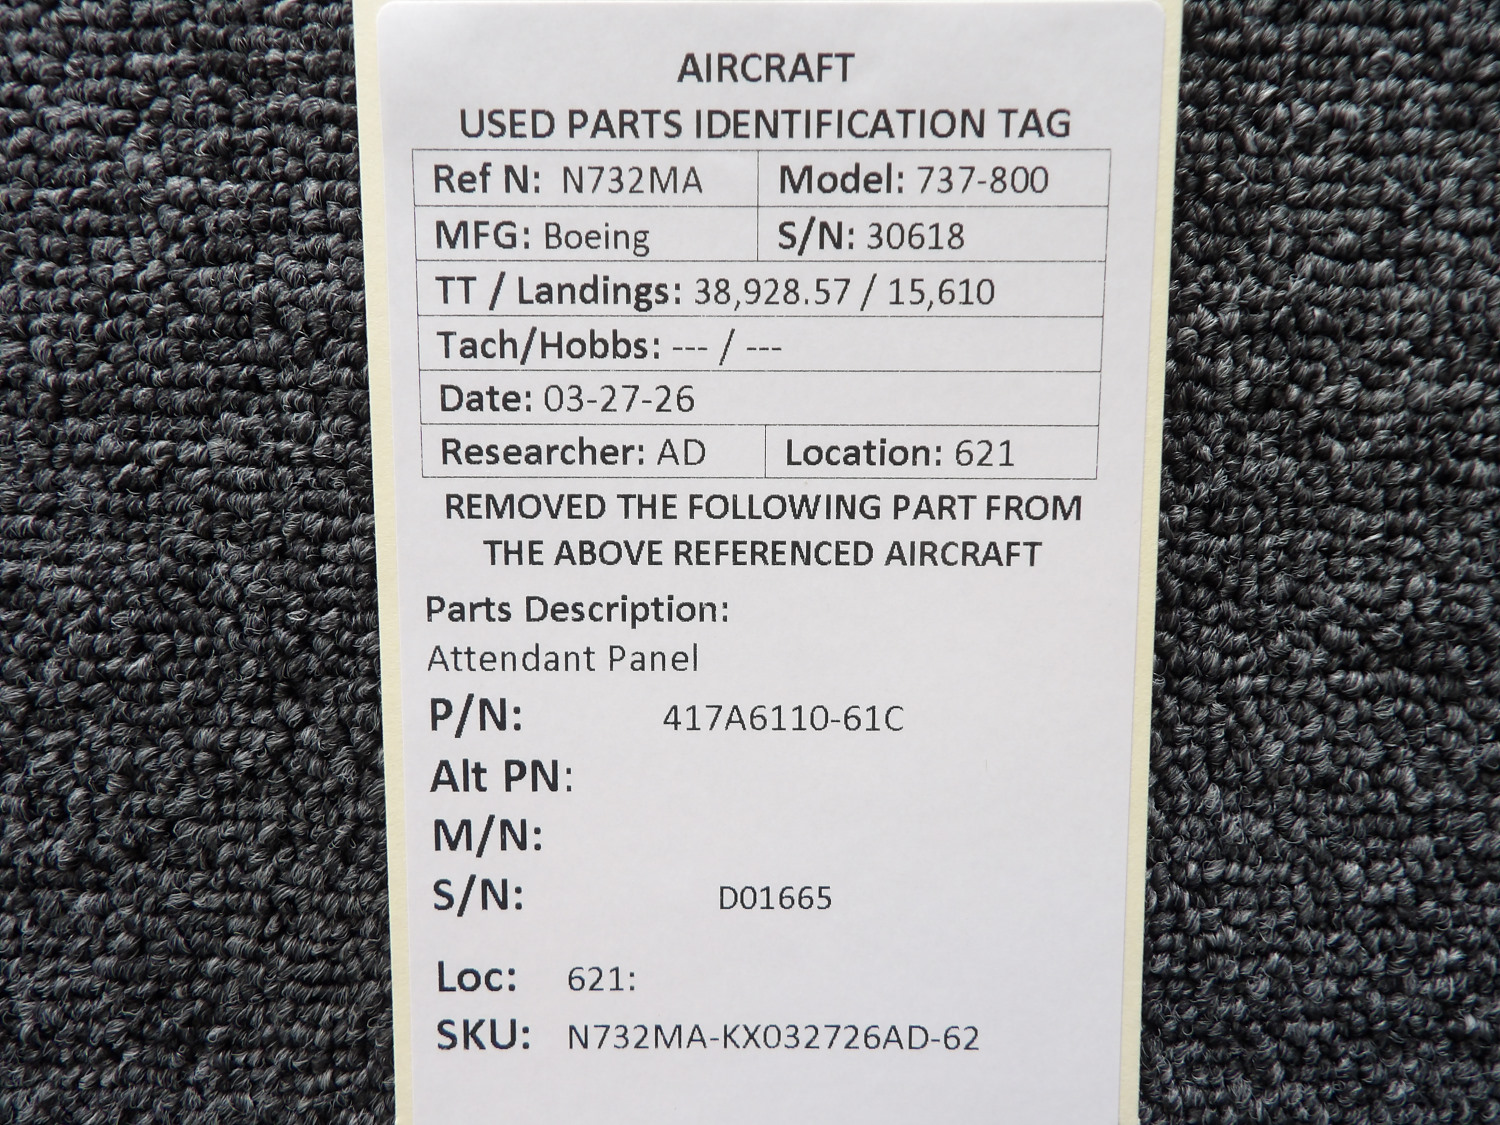 AIRCRAFT
USED PARTS IDENTIFICATION TAG
Ref N: N732MA Model: 737-800
MFG: Boeing S/N: 30618
TT / Landings: 38,928.57 / 15,610
Tach/Hobbs: --- / ---
Date: 03-27-26
Researcher: AD Location: 621
REMOVED THE FOLLOWING PART FROM
THE ABOVE REFERENCED AIRCRAFT
Parts Description:
Attendant Panel
P/N: 417A6110-61C
Alt PN:
M/N:
S/N: D01665
Loc: 621:
SKU: N732MA-KX032726AD-62